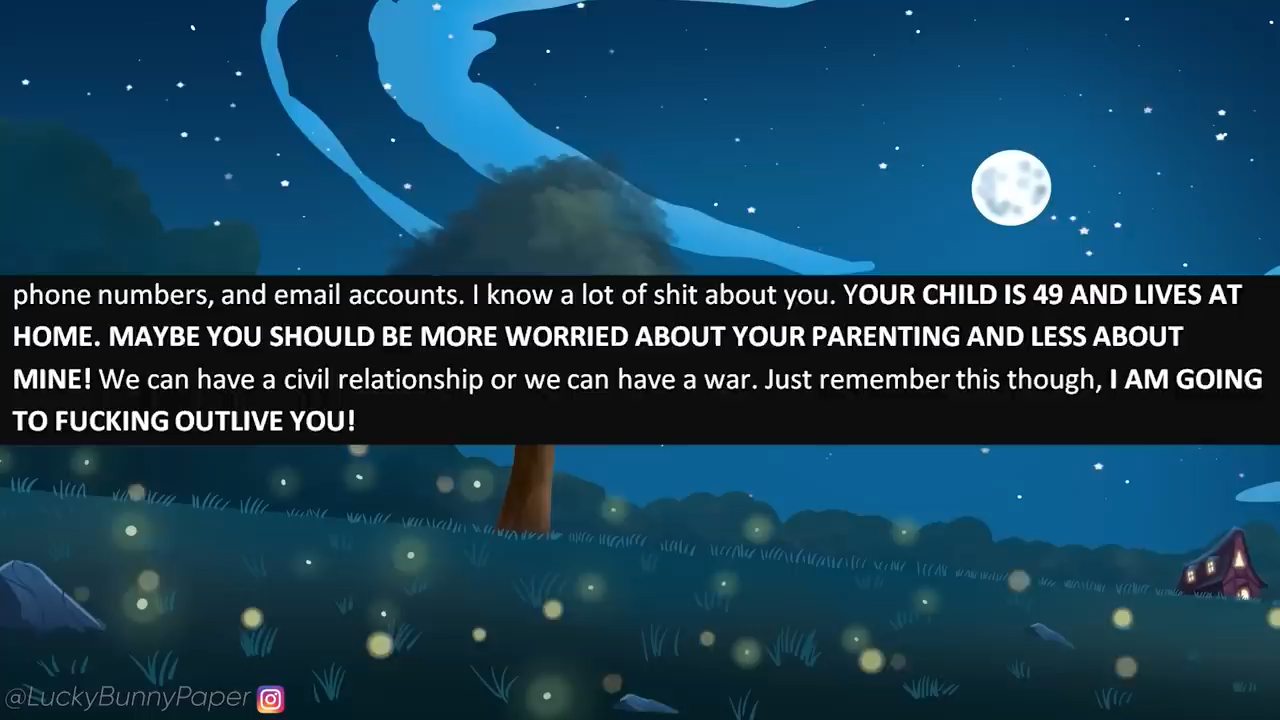 phone numbers, and email accounts. I know a lot of shit about you. YOUR CHILD IS 49 AND LIVES AT
HOME. MAYBE YOU SHOULD BE MORE WORRIED ABOUT YOUR PARENTING AND LESS ABOUT
MINE! We can have a civil relationship or we can have a war. Just remember this though, I AM GOING
TO FUCKING OUTLIVE YOU!
@LuckyBunnyPaper